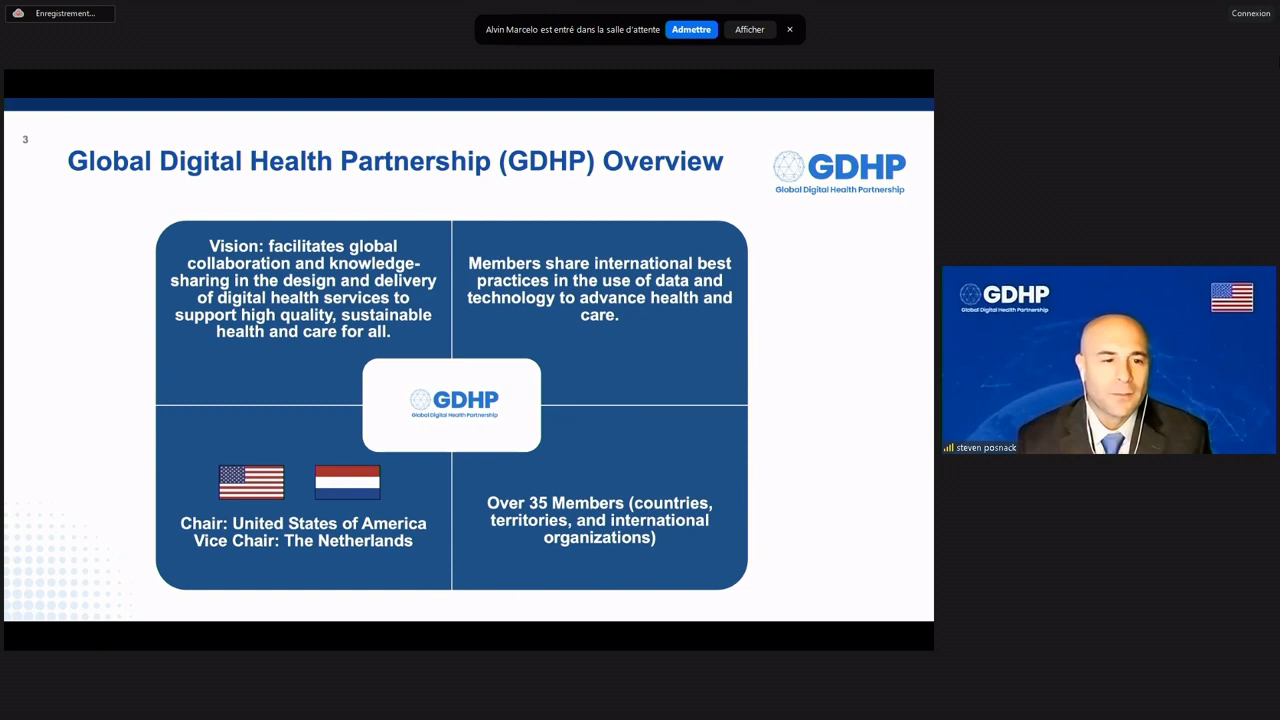 Enregistrement...
Connexion
Alvin Marcelo est entré dans la salle d'attente
Admettre
Afficher
3
Global Digital Health Partnership (GDHP) Overview
GDHP
Global Digital Health Partnership
Vision: facilitates global
collaboration and knowledge-
sharing in the design and delivery
of digital health services to
support high quality, sustainable
health and care for all.
Members share international best
practices in the use of data and
technology to advance health and
care.
GDHP
Global Digital Health Partnership
Chair: United States of America
Vice Chair: The Netherlands
Over 35 Members (countries,
territories, and international
organizations)
GDHP
Global Digital Health Partnership
steven posnack